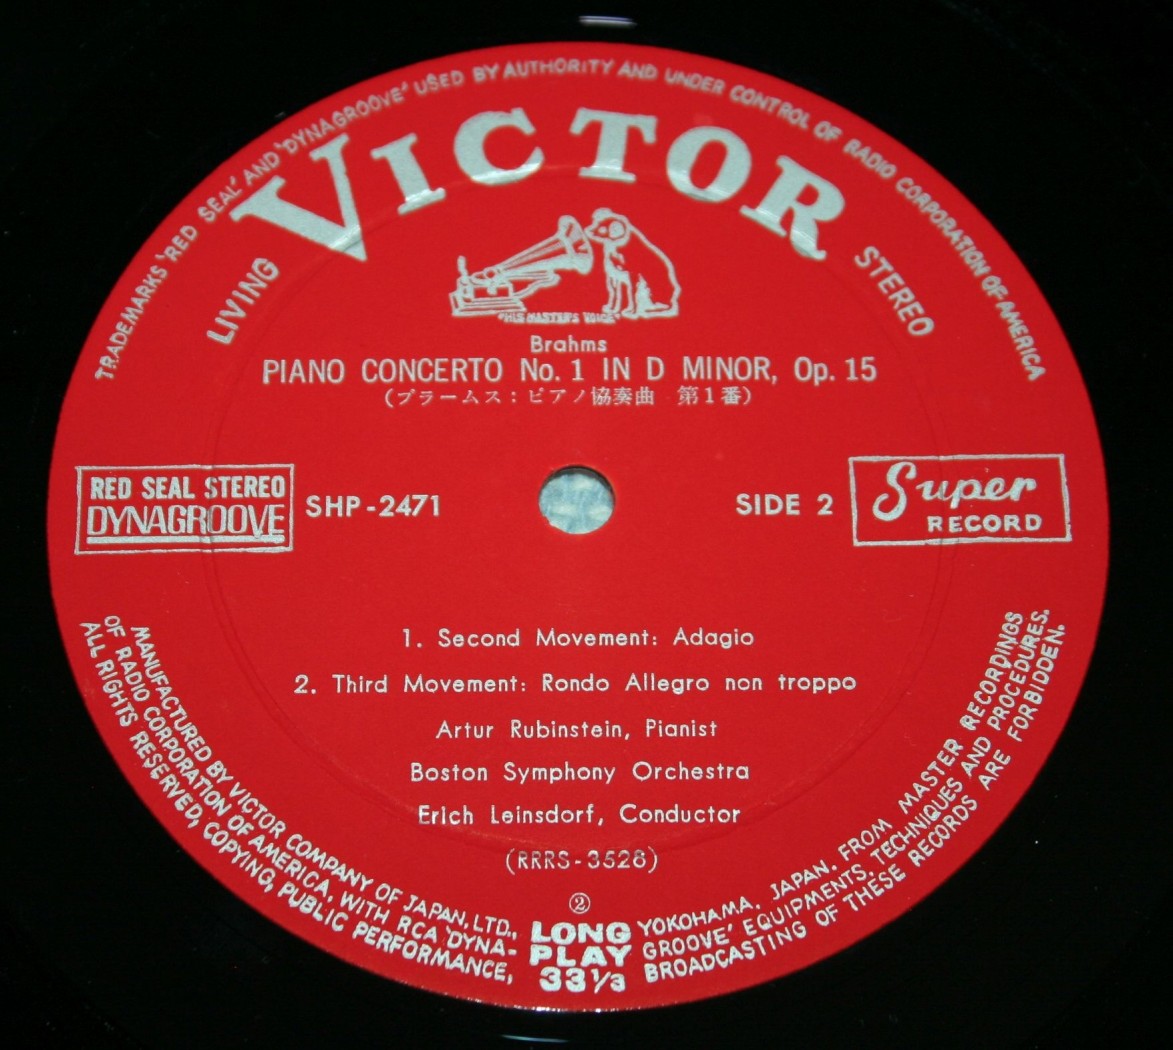 TRADEMARKS 'RED SEAL' AND 'DYNAGROOVE' USED BY AUTHORITY AND UNDER CONTROL OF RADIO CORPORATION OF AMERICA
LIVING VICTOR STEREO
"HIS MASTER'S VOICE"
Brahms
PIANO CONCERTO No. 1 IN D MINOR, Op. 15
(ブラームス：ピアノ協奏曲 第1番)
RED SEAL STEREO
DYNAGROOVE
SHP-2471
SIDE 2
Super
RECORD
1. Second Movement: Adagio
2. Third Movement: Rondo Allegro non troppo
Artur Rubinstein, Pianist
Boston Symphony Orchestra
Erich Leinsdorf, Conductor
(RRRS-3528)
②
LONG
PLAY
33 1/3
MANUFACTURED BY VICTOR COMPANY OF JAPAN, LTD., YOKOHAMA. JAPAN. FROM MASTER RECORDINGS
OF RADIO CORPORATION OF AMERICA, WITH RCA 'DYNA-GROOVE' EQUIPMENTS, TECHNIQUES AND PROCEDURES.
ALL RIGHTS RESERVED, COPYING, PUBLIC PERFORMANCE, BROADCASTING OF THESE RECORDS ARE FORBIDDEN.